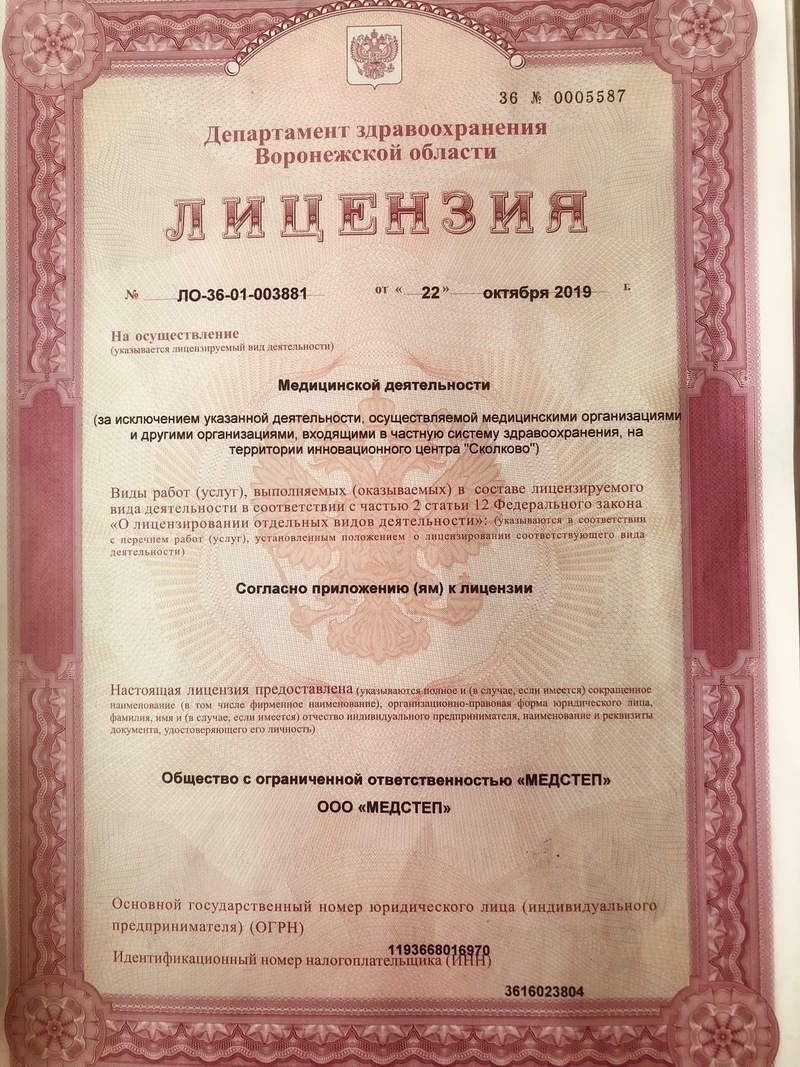 36 № 0005587
Департамент здравоохранения
Воронежской области
ЛИЦЕНЗИЯ
№ ЛО-36-01-003881 от « 22 » октября 2019 г.
На осуществление
(указывается лицензируемый вид деятельности)
Медицинской деятельности
(за исключением указанной деятельности, осуществляемой медицинскими организациями
и другими организациями, входящими в частную систему здравоохранения, на
территории инновационного центра "Сколково")
Виды работ (услуг), выполняемых (оказываемых) в составе лицензируемого
вида деятельности в соответствии с частью 2 статьи 12 Федерального закона
«О лицензировании отдельных видов деятельности»: (указываются в соответствии
с перечнем работ (услуг), установленным положением о лицензировании соответствующего вида
деятельности)
Согласно приложению (ям) к лицензии
Настоящая лицензия предоставлена (указываются полное и (в случае, если имеется) сокращенное
наименование (в том числе фирменное наименование), организационно-правовая форма юридического лица,
фамилия, имя и (в случае, если имеется) отчество индивидуального предпринимателя, наименование и реквизиты
документа, удостоверяющего его личность)
Общество с ограниченной ответственностью «МЕДСТЕП»
ООО «МЕДСТЕП»
Основной государственный номер юридического лица (индивидуального
предпринимателя) (ОГРН)
1193668016970
Идентификационный номер налогоплательщика (ИНН)
3616023804